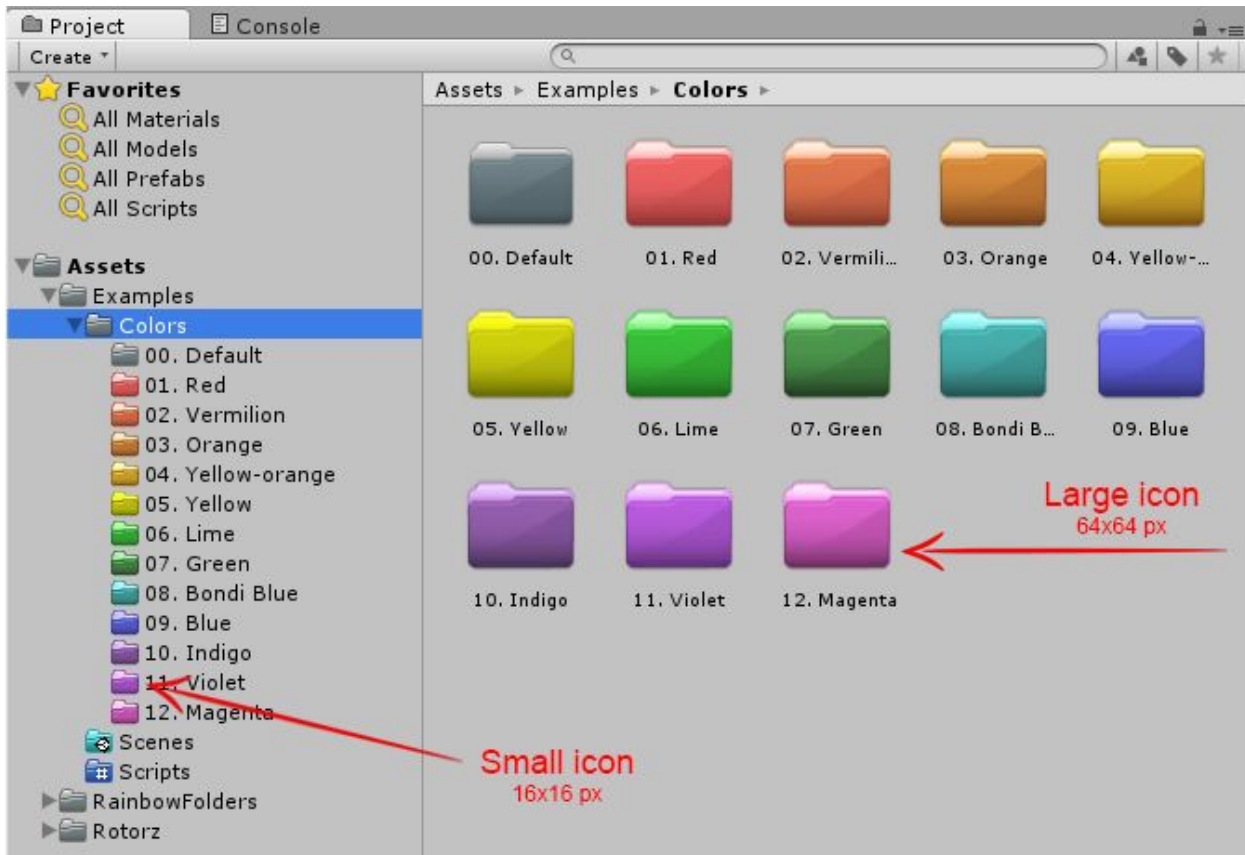 Project
Console
Create
Favorites
All Materials
All Models
All Prefabs
All Scripts
Assets
Examples
Colors
00. Default
01. Red
02. Vermilion
03. Orange
04. Yellow-orange
05. Yellow
06. Lime
07. Green
08. Bondi Blue
09. Blue
10. Indigo
11. Violet
12. Magenta
Scenes
Scripts
RainbowFolders
Rotorz
Assets ▸ Examples ▸ Colors ▸
00. Default 01. Red 02. Vermili... 03. Orange 04. Yellow-...
05. Yellow 06. Lime 07. Green 08. Bondi B... 09. Blue
10. Indigo 11. Violet 12. Magenta
Large icon
64x64 px
Small icon
16x16 px